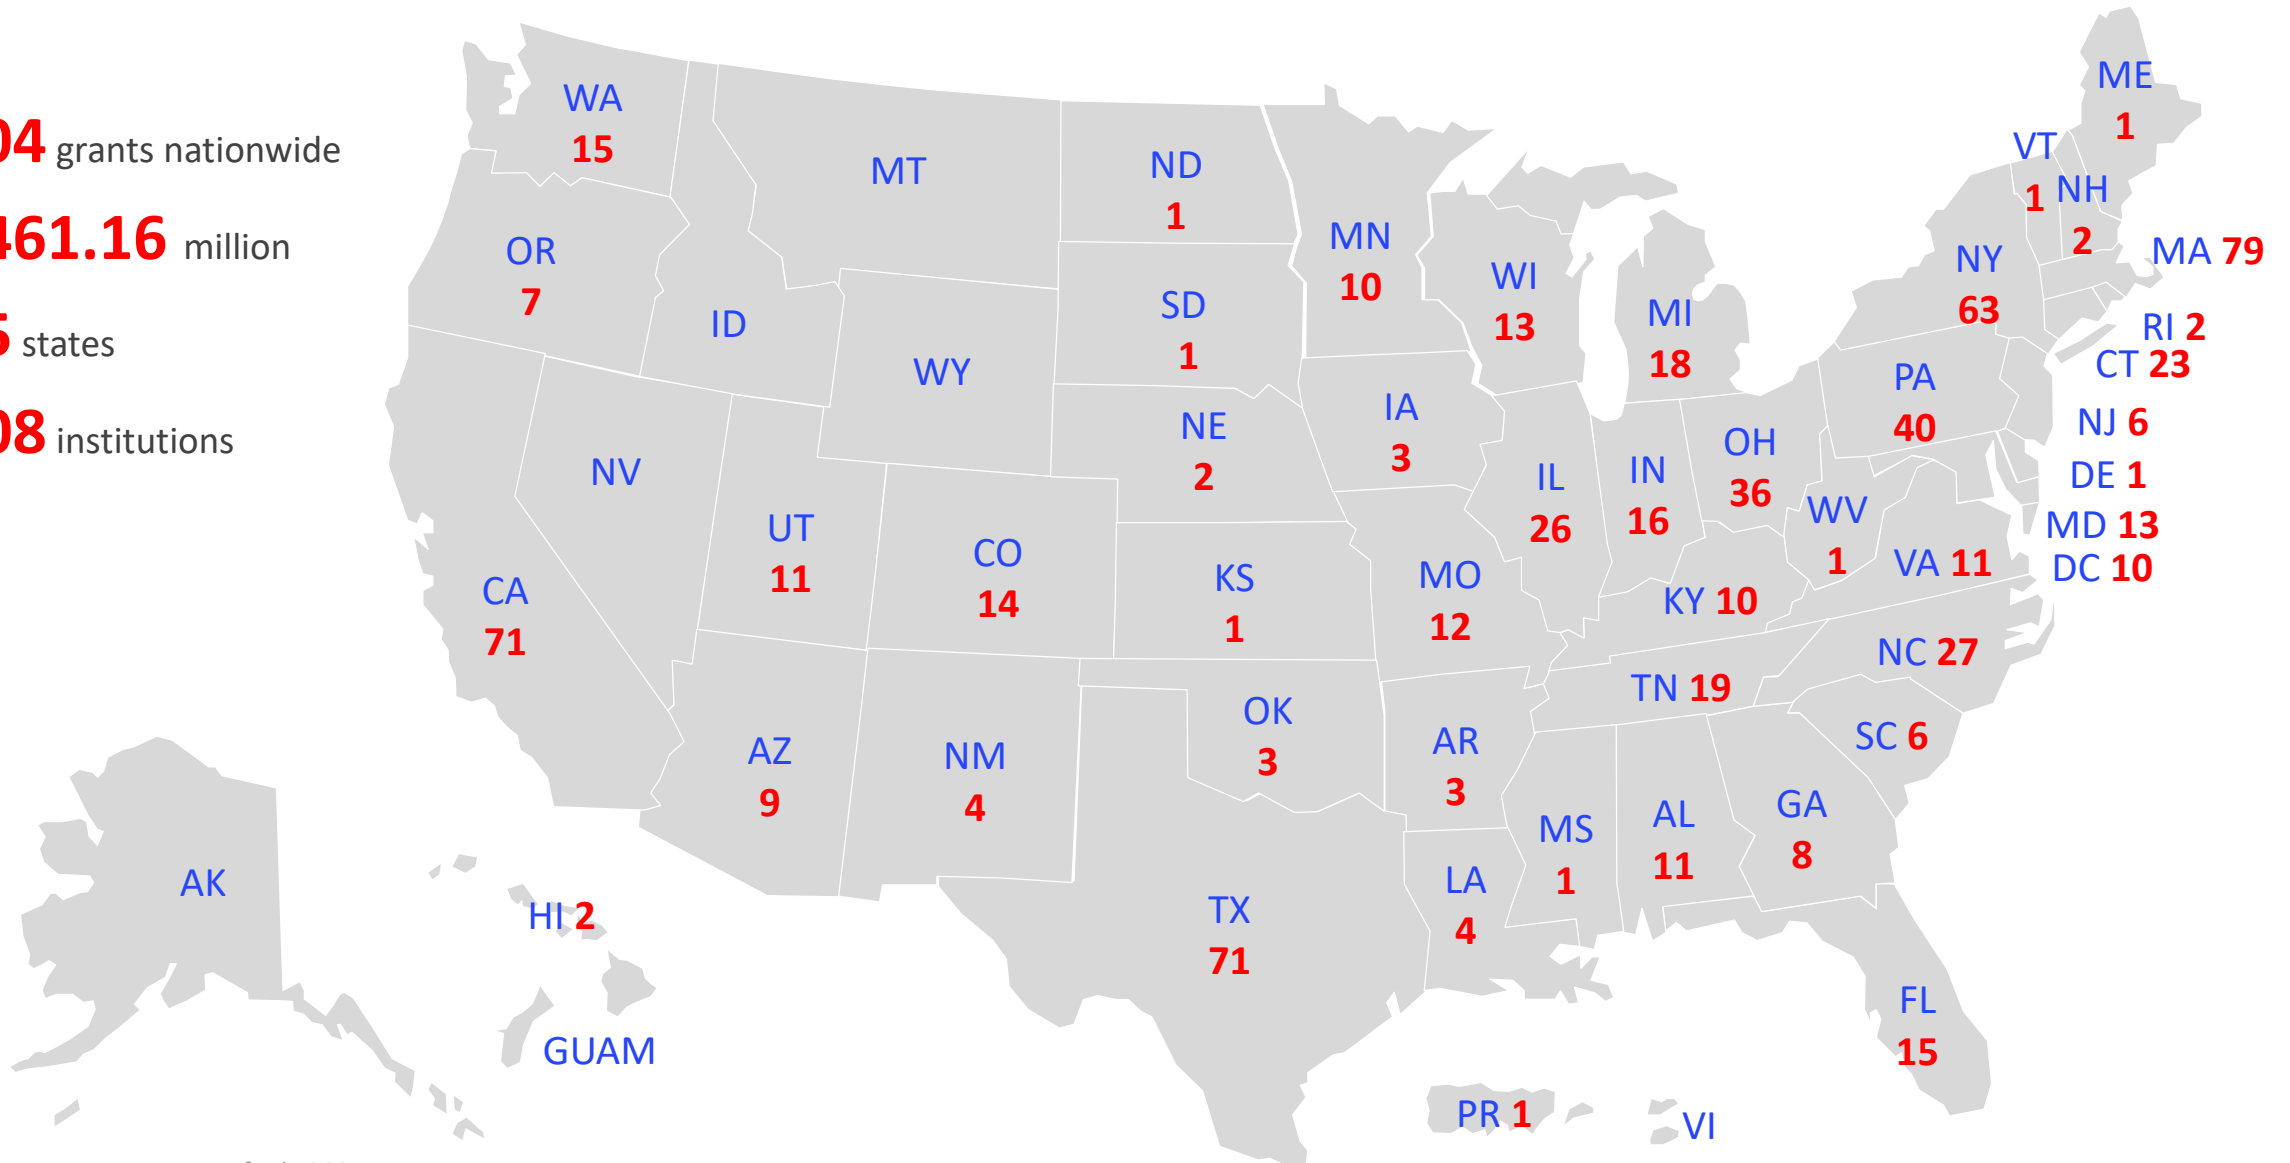 04 grants nationwide
461.16 million
5 states
08 institutions
WA
15
OR
7
CA
71
NV
ID
MT
WY
UT
11
CO
14
AZ
9
NM
4
ND
1
SD
1
NE
2
KS
1
OK
3
TX
71
MN
10
IA
3
MO
12
AR
3
LA
4
WI
13
IL
26
MI
18
IN
16
OH
36
KY 10
TN 19
MS
1
AL
11
GA
8
FL
15
SC 6
NC 27
VA 11
WV
1
PA
40
NY
63
VT
1
NH
2
ME
1
MA 79
RI 2
CT 23
NJ 6
DE 1
MD 13
DC 10
AK
HI 2
GUAM
PR 1
VI